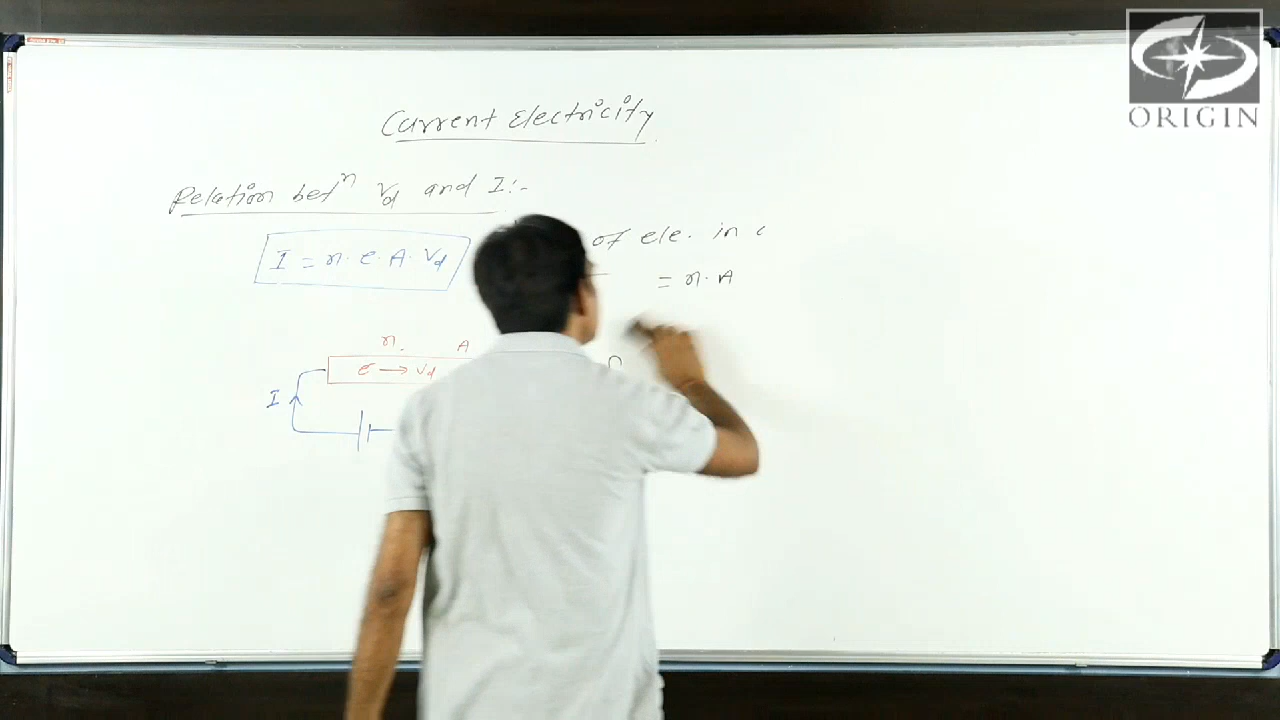 ORIGIN
Current Electricity
Relation betⁿ Vd and I:-
I = n. e. A. Vd
of ele. in c
= n. A
n. A
e → Vd
I